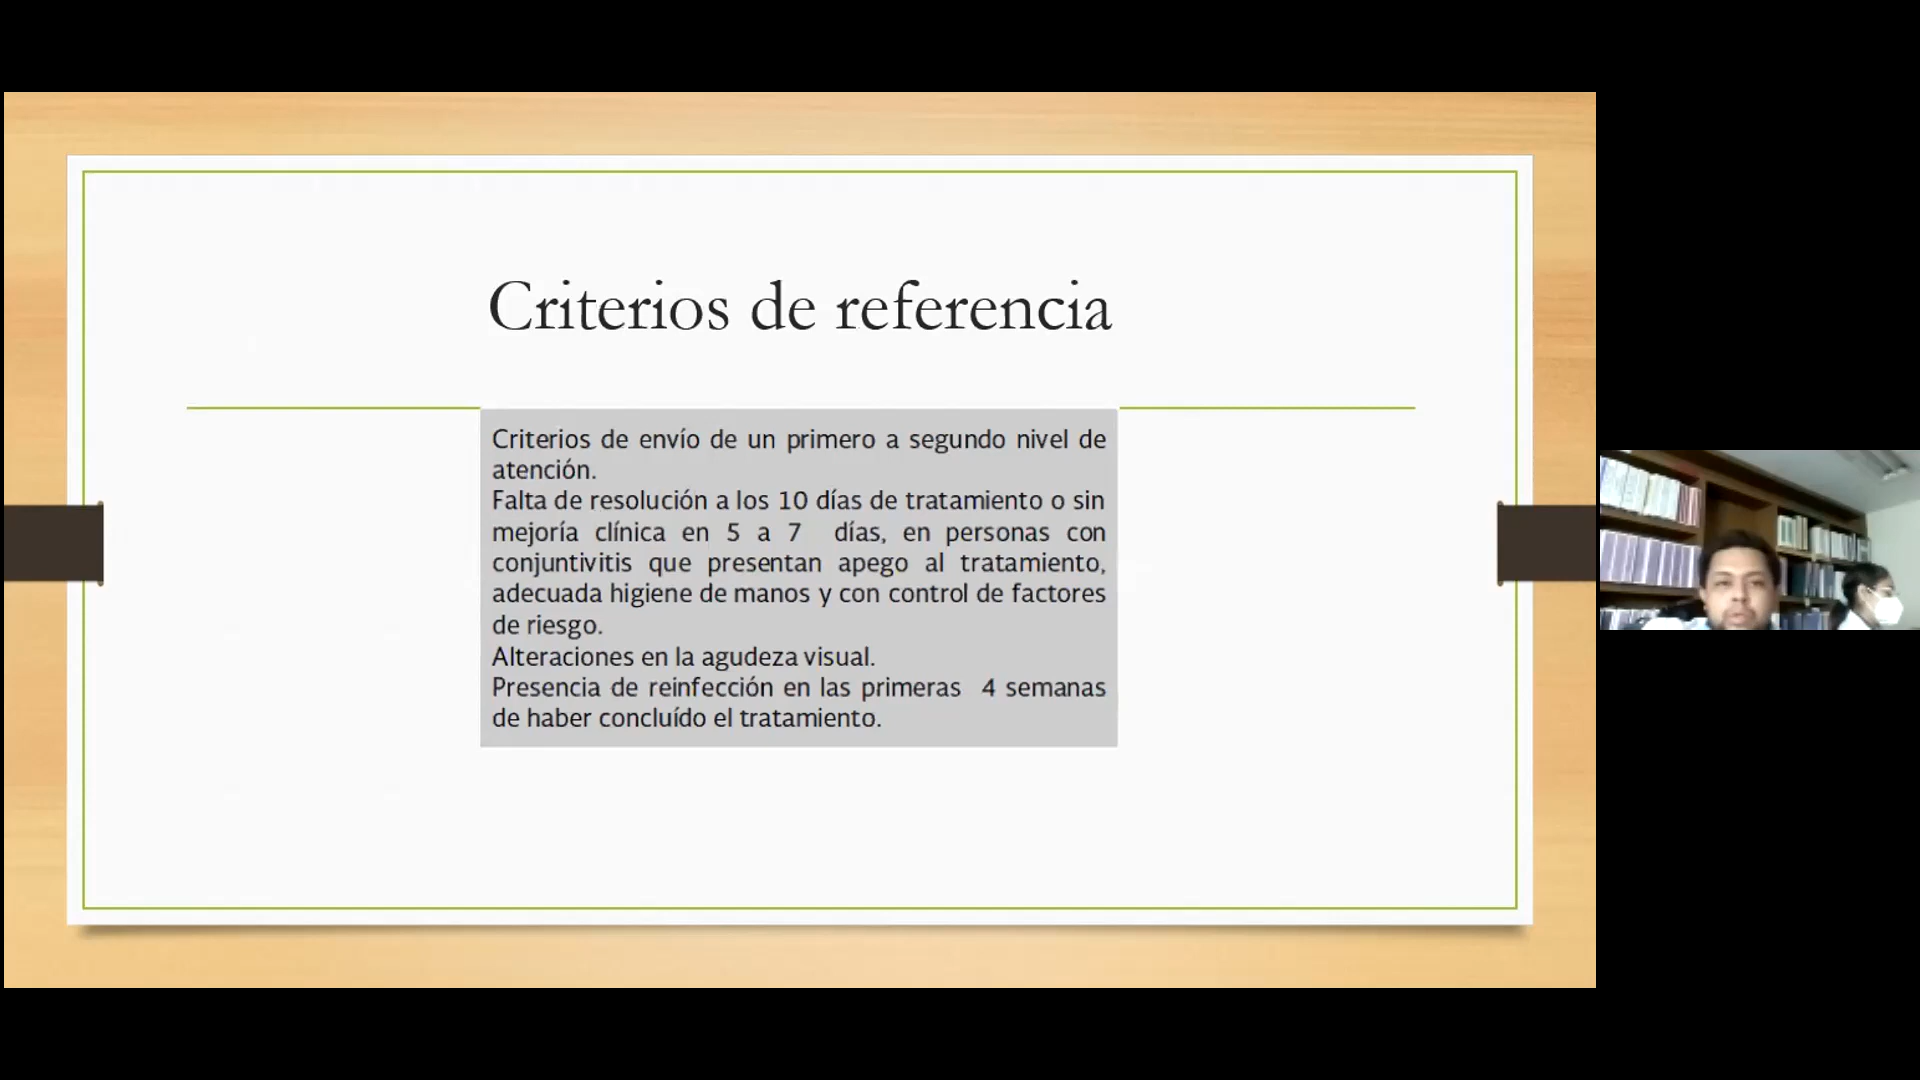 Criterios de referencia
Criterios de envío de un primero a segundo nivel de
atención.
Falta de resolución a los 10 días de tratamiento o sin
mejoría clínica en 5 a 7 días, en personas con
conjuntivitis que presentan apego al tratamiento,
adecuada higiene de manos y con control de factores
de riesgo.
Alteraciones en la agudeza visual.
Presencia de reinfección en las primeras 4 semanas
de haber concluído el tratamiento.